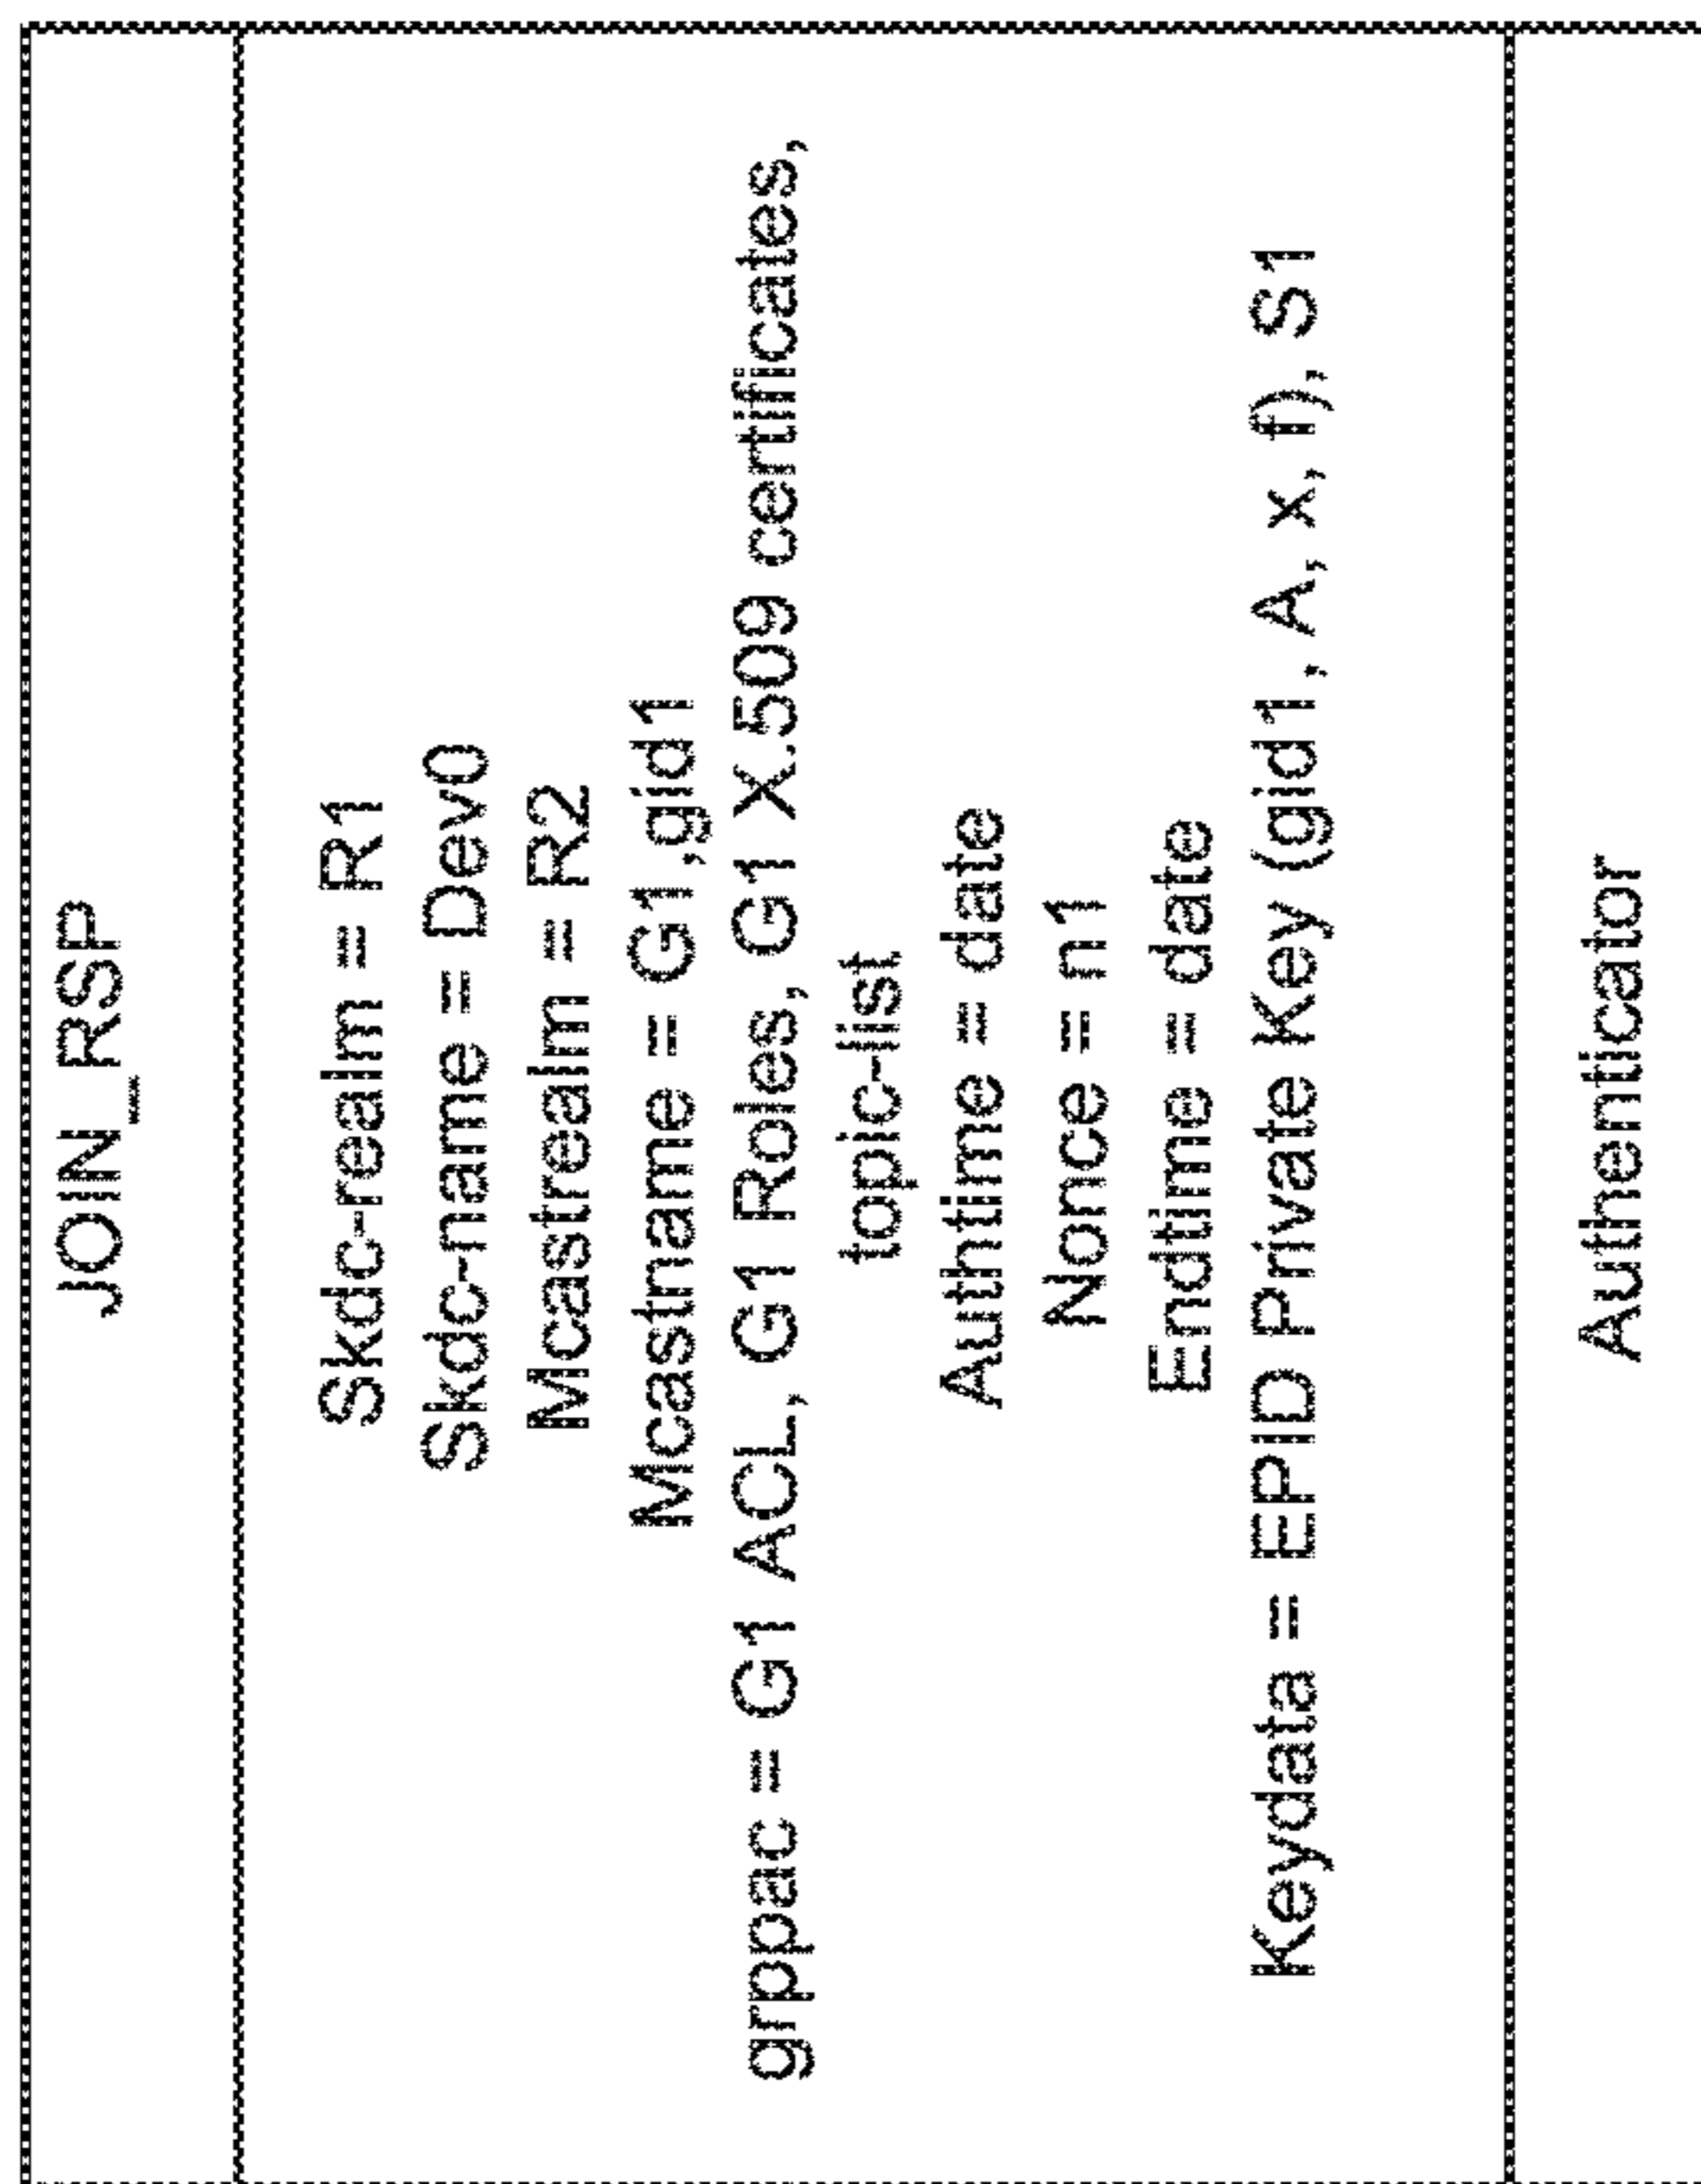 JOIN_RSP
Skdc-realm = R1
Skdc-name = Dev0
Mcastrealm = R2
Mcastname = G1,gid1
grppac = G1 ACL, G1 Roles, G1 X.509 certificates,
topic-list
Authtime = date
Nonce = n1
Endtime = date
Keydata = EPID Private Key (gid1, A, x, f), S1
Authenticator